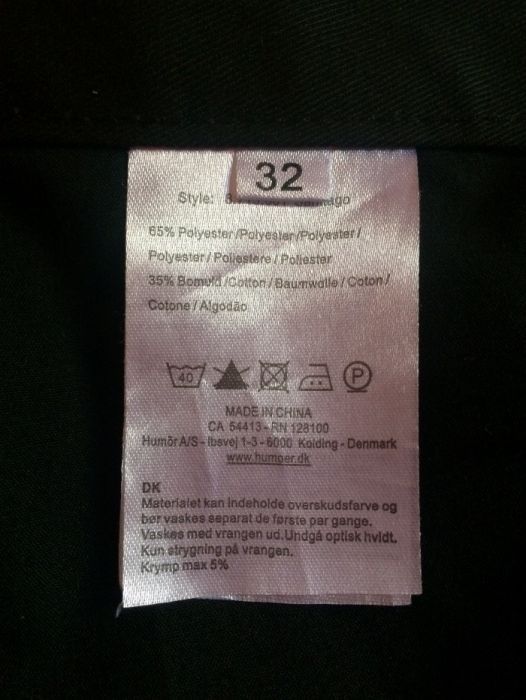 32
Style: ago
65% Polyester/Polyester/Polyester/
Polyester/Poliestere/Poliester
35% Bomuld/Cotton/Baumwolle/Coton/
Cotone/Algodão
40 P
MADE IN CHINA
CA 54413 - RN 128100
Humör A/S - Ibsvej 1-3 - 6000 Kolding - Denmark
www.humoer.dk
DK
Materialet kan indeholde overskudsfarve og
bør vaskes separat de første par gange.
Vaskes med vrangen ud.Undgå optisk hvidt.
Kun strygning på vrangen.
Krymp max 5%